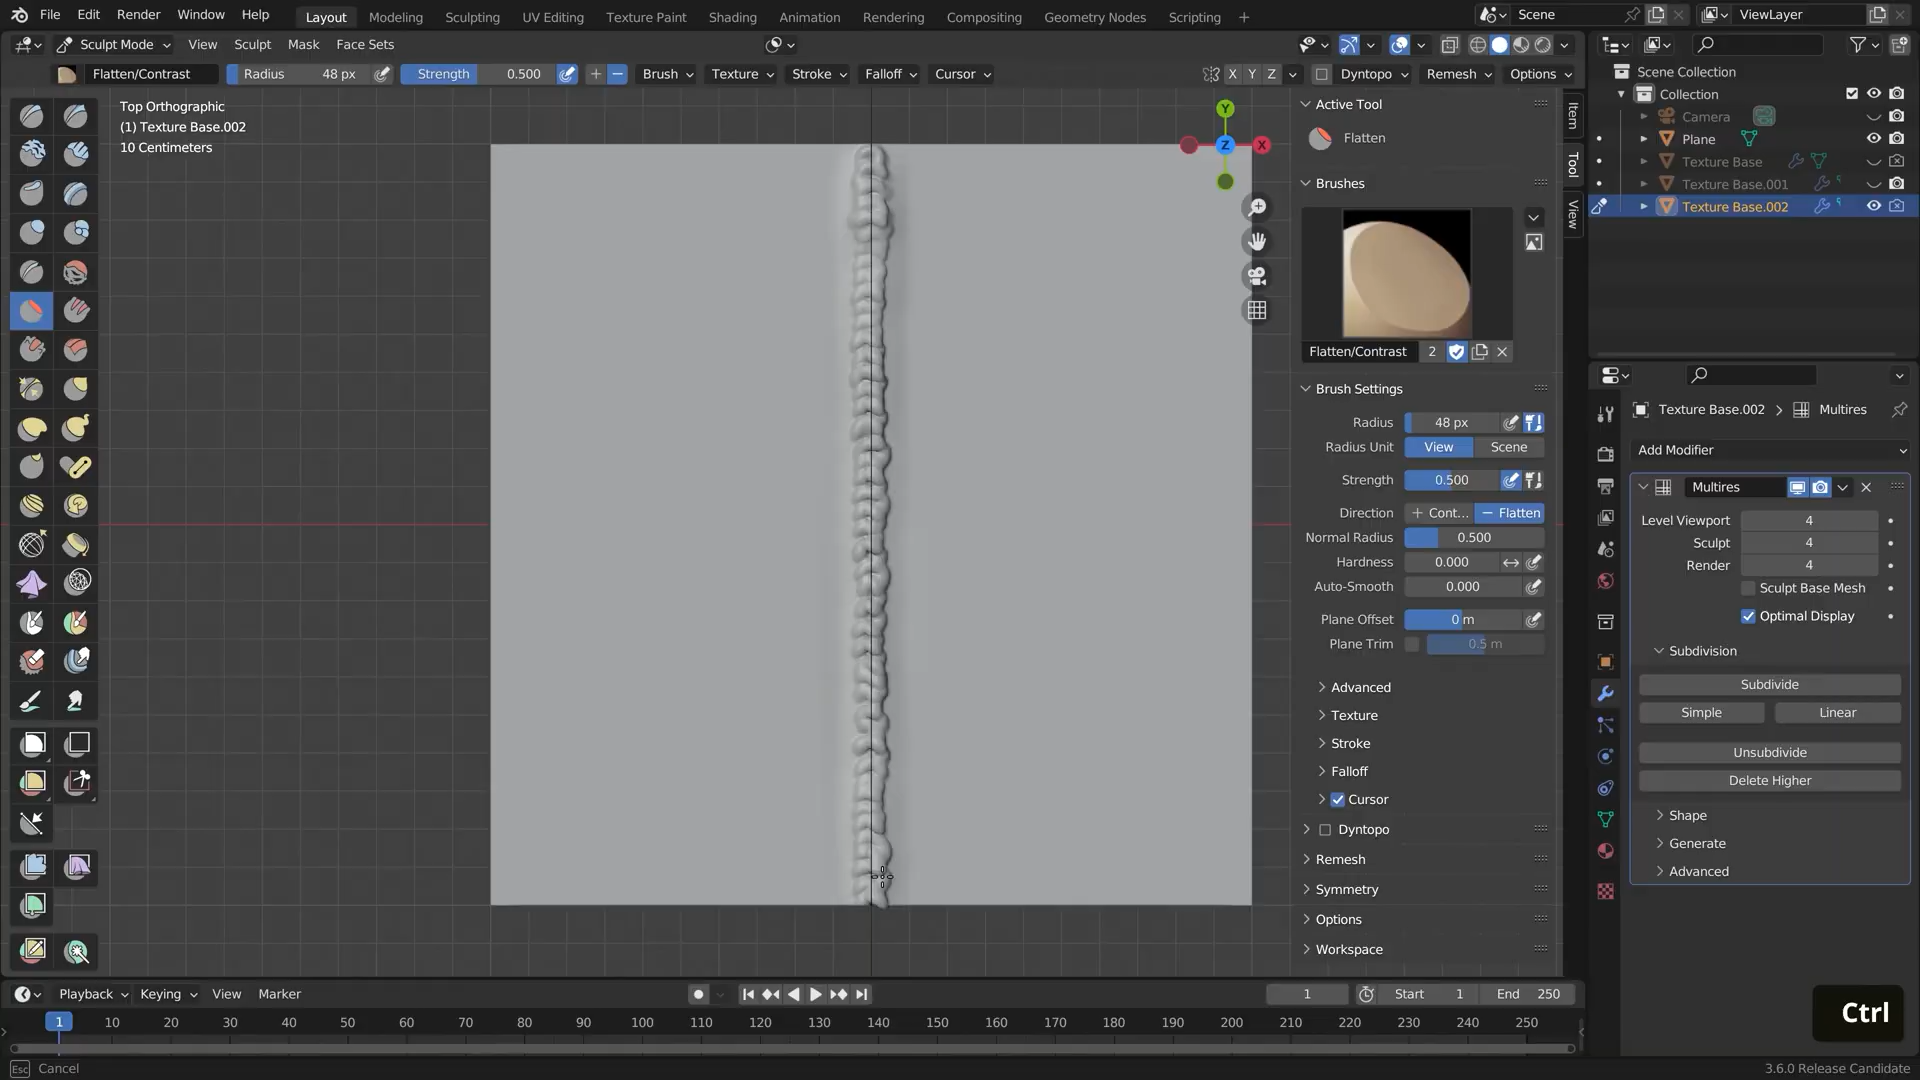 File Edit Render Window Help Layout Modeling Sculpting UV Editing Texture Paint Shading Animation Rendering Compositing Geometry Nodes Scripting + Scene ViewLayer
Sculpt Mode View Sculpt Mask Face Sets
Flatten/Contrast Radius 48 px Strength 0.500 Brush Texture Stroke Falloff Cursor X Y Z Dyntopo Remesh Options
Top Orthographic
(1) Texture Base.002
10 Centimeters
Y
Z
X
Active Tool
Flatten
Brushes
Flatten/Contrast 2
Brush Settings
Radius 48 px
Radius Unit View Scene
Strength 0.500
Direction + Cont... − Flatten
Normal Radius 0.500
Hardness 0.000
Auto-Smooth 0.000
Plane Offset 0 m
Plane Trim 0.5 m
Advanced
Texture
Stroke
Falloff
Cursor
Dyntopo
Remesh
Symmetry
Options
Workspace
Item
Tool
View
Scene Collection
Collection
Camera
Plane
Texture Base
Texture Base.001
Texture Base.002
Texture Base.002 Multires
Add Modifier
Multires
Level Viewport 4
Sculpt 4
Render 4
Sculpt Base Mesh
Optimal Display
Subdivision
Subdivide
Simple Linear
Unsubdivide
Delete Higher
Shape
Generate
Advanced
Playback Keying View Marker 1 Start 1 End 250
1 10 20 30 40 50 60 70 80 90 100 110 120 130 140 150 160 170 180 190 200 210 220 230 240 250
Ctrl
Esc Cancel 3.6.0 Release Candidate